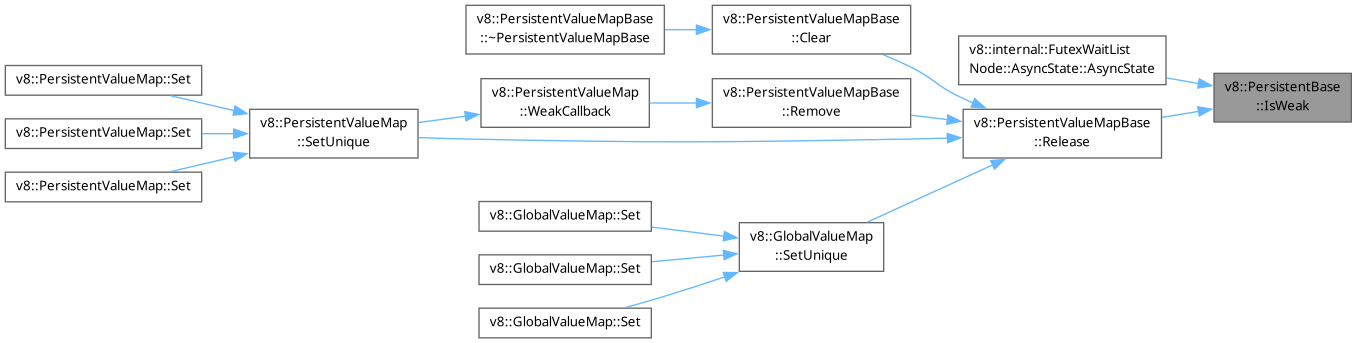 v8::PersistentValueMapBase
::~PersistentValueMapBase
v8::PersistentValueMapBase
::Clear
v8::internal::FutexWaitList
Node::AsyncState::AsyncState
v8::PersistentValueMap::Set
v8::PersistentBase
::IsWeak
v8::PersistentValueMap
::WeakCallback
v8::PersistentValueMapBase
::Remove
v8::PersistentValueMap::Set
v8::PersistentValueMap
::SetUnique
v8::PersistentValueMapBase
::Release
v8::PersistentValueMap::Set
v8::GlobalValueMap::Set
v8::GlobalValueMap
::SetUnique
v8::GlobalValueMap::Set
v8::GlobalValueMap::Set